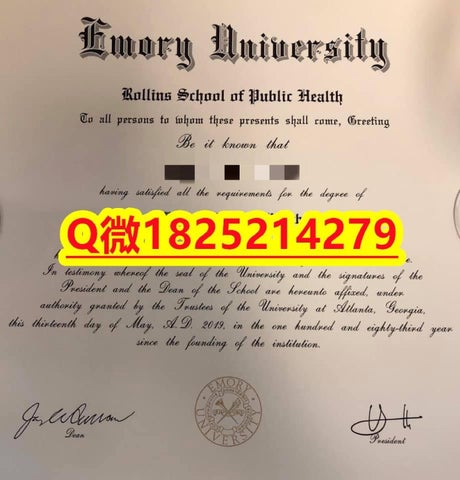 Emory University
Rollins School of Public Health
To all persons to whom these presents shall come, Greeting
Be it known that
having satisfied all the requirements for the degree of
Q微1825214279
In testimony whereof the seal of the University and the signatures of the
President and the Dean of the School are hereunto affixed, under
authority granted by the Trustees of the University at Atlanta, Georgia,
this thirteenth day of May, A.D. 2019, in the one hundred and eighty-third year
since the founding of the institution.
EMORY UNIVERSITY
Dean
President